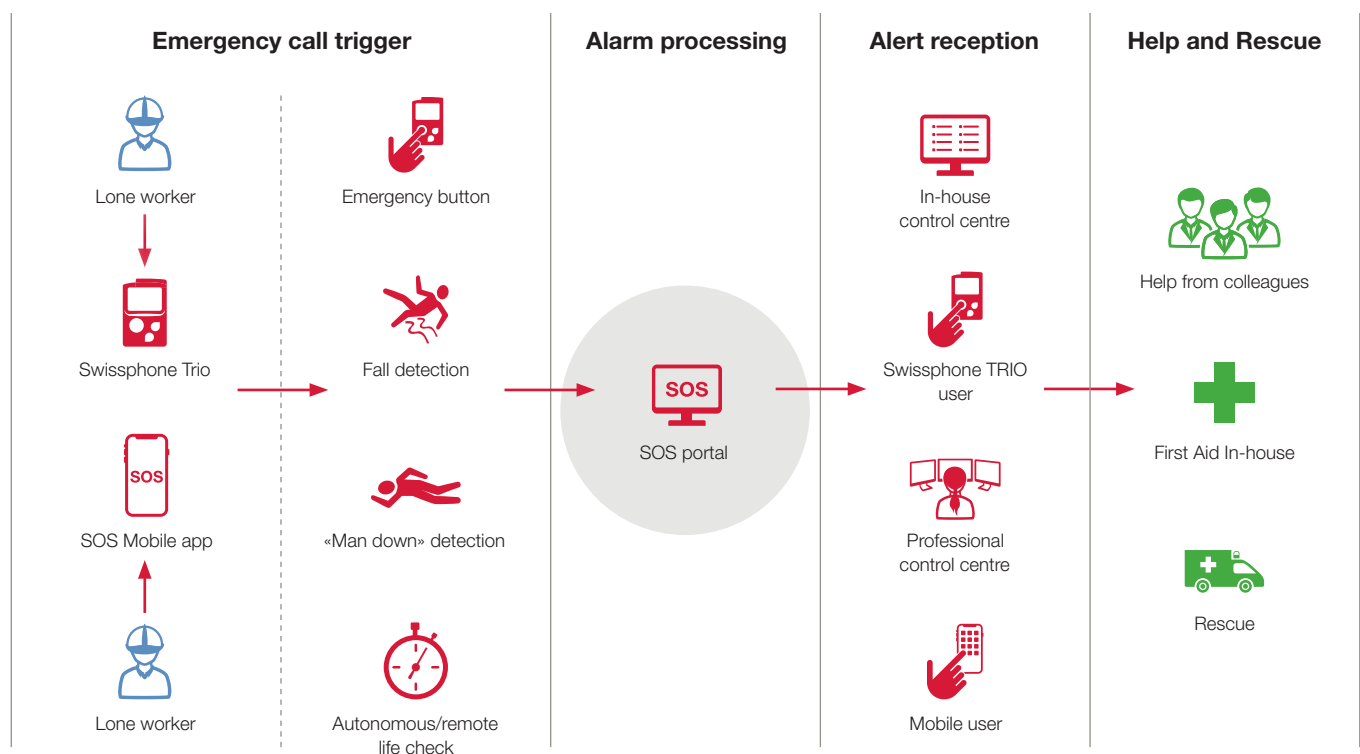 Emergency call trigger
Alarm processing
Alert reception
Help and Rescue
Lone worker
Swissphone Trio
SOS
SOS Mobile app
Lone worker
Emergency button
Fall detection
«Man down» detection
Autonomous/remote
life check
SOS
SOS portal
In-house
control centre
Swissphone TRIO
user
Professional
control centre
Mobile user
Help from colleagues
First Aid In-house
Rescue